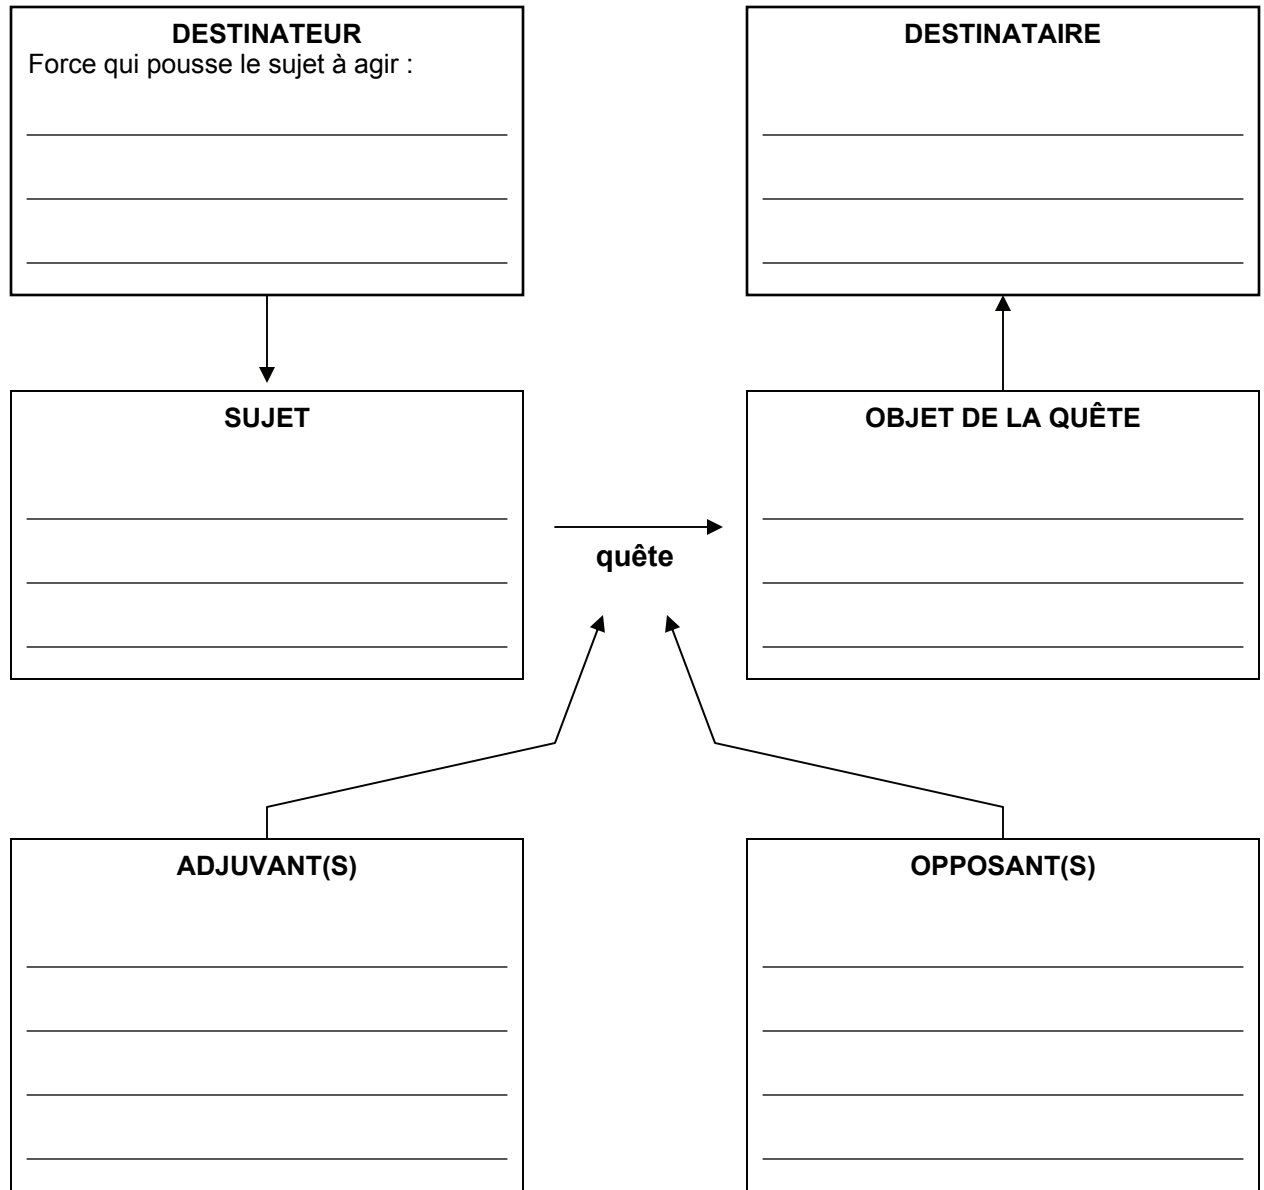 DESTINATEUR
Force qui pousse le sujet à agir :
DESTINATAIRE
SUJET
OBJET DE LA QUÊTE
quête
ADJUVANT(S)
OPPOSANT(S)